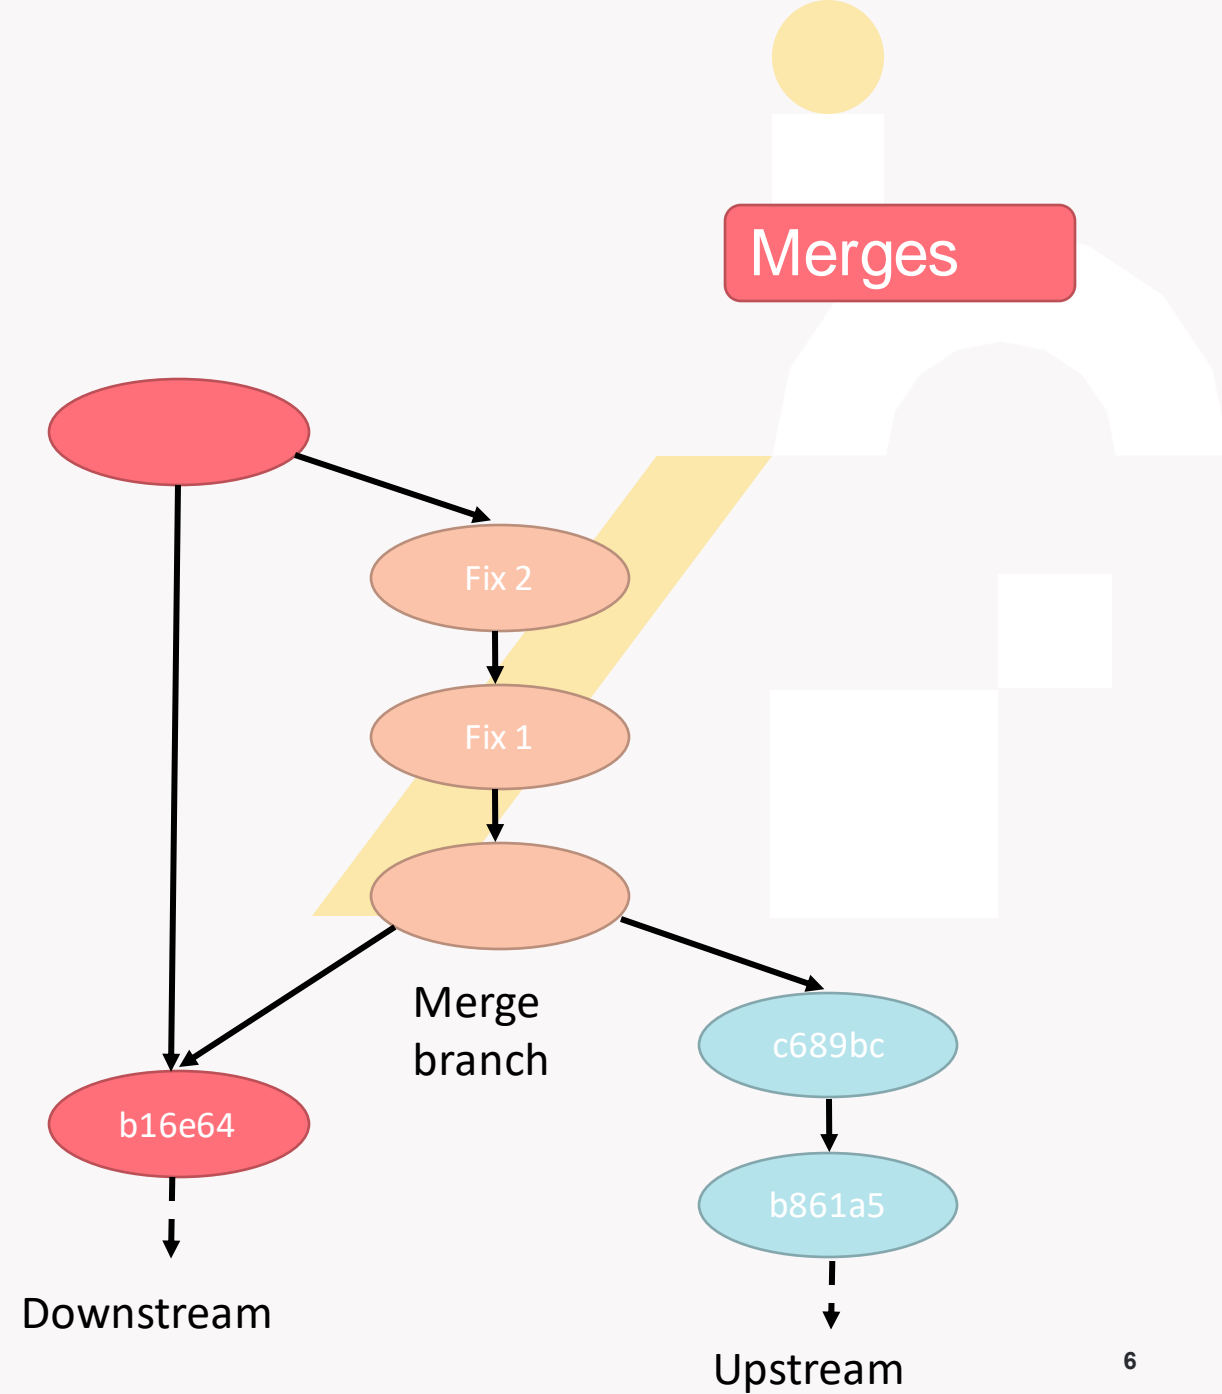 Merges
Fix 2
Fix 1
Merge
branch
c689bc
b16e64
b861a5
Downstream
Upstream
6